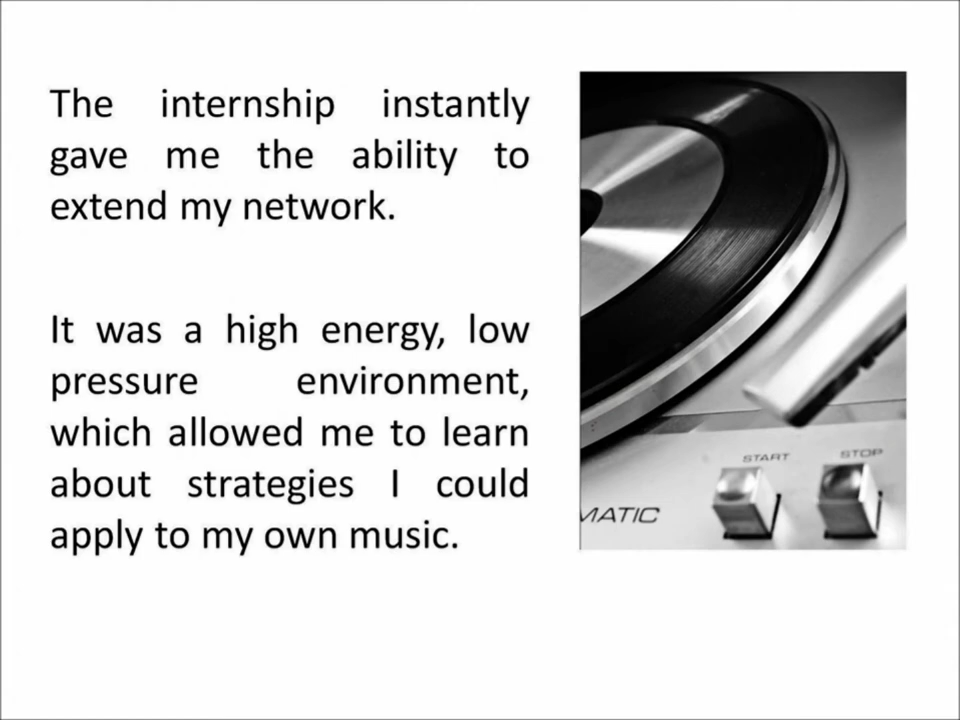 The internship instantly
gave me the ability to
extend my network.
It was a high energy, low
pressure environment,
which allowed me to learn
about strategies I could
apply to my own music.
START STOP
MATIC